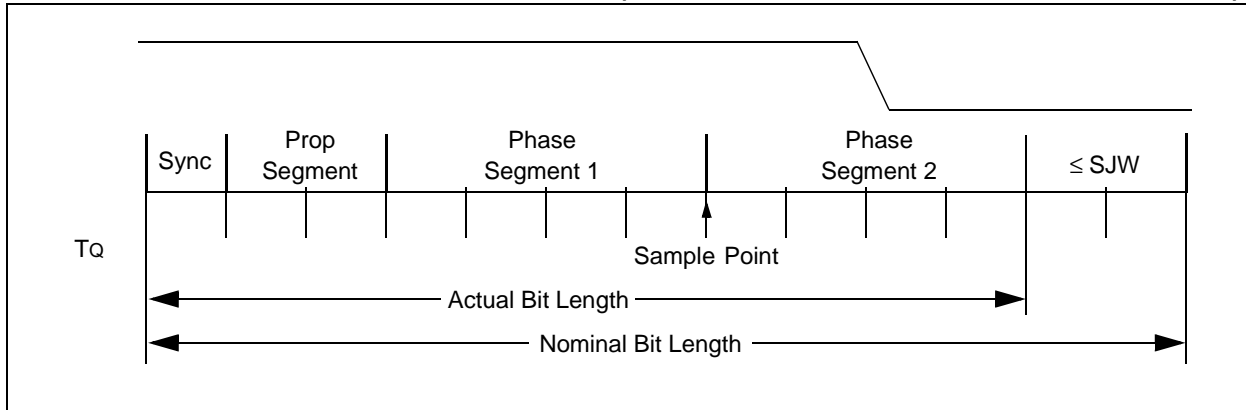 Sync
Prop
Segment
Phase
Segment 1
Phase
Segment 2
≤ SJW
TQ
Sample Point
Actual Bit Length
Nominal Bit Length